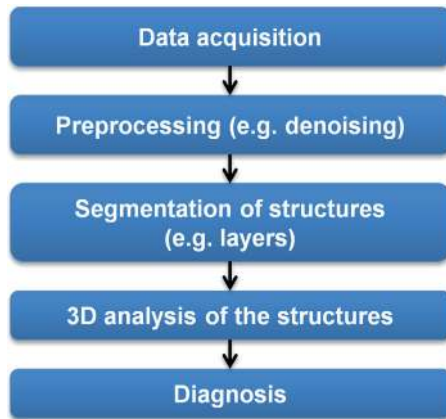 Data acquisition
Preprocessing (e.g. denoising)
Segmentation of structures
(e.g. layers)
3D analysis of the structures
Diagnosis